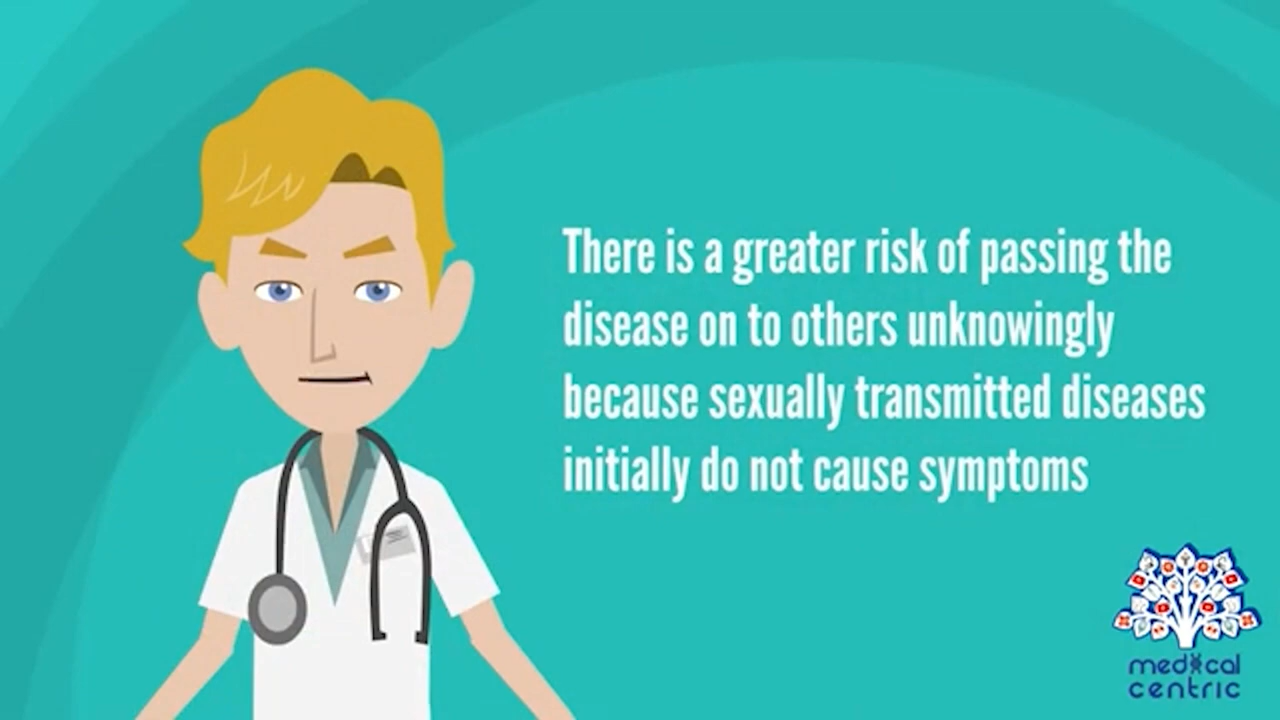 There is a greater risk of passing the
disease on to others unknowingly
because sexually transmitted diseases
initially do not cause symptoms
medical
centric